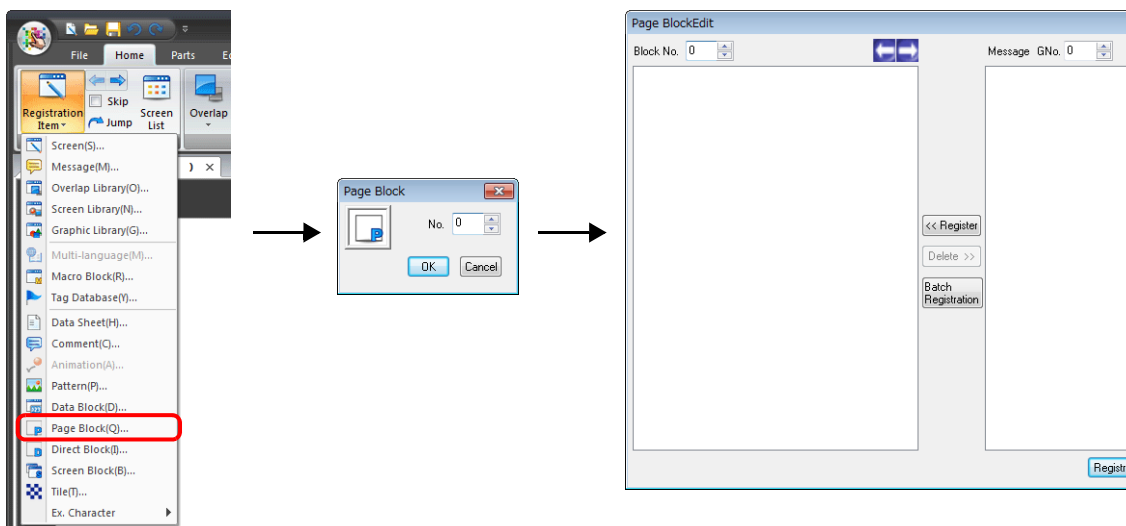 File Home Parts Ec
Registration
Item
Skip
Jump
Screen
List
Overlap
Screen(S)...
Message(M)...
Overlap Library(O)...
Screen Library(N)...
Graphic Library(G)...
Multi-language(M)...
Macro Block(R)...
Tag Database(Y)...
Data Sheet(H)...
Comment(C)...
Animation(A)...
Pattern(P)...
Data Block(D)...
Page Block(Q)...
Direct Block(I)...
Screen Block(B)...
Tile(T)...
Ex. Character
) ×
Page Block
No. 0
OK Cancel
Page BlockEdit
Block No. 0
Message GNo. 0
<< Register
Delete >>
Batch
Registration
Registr